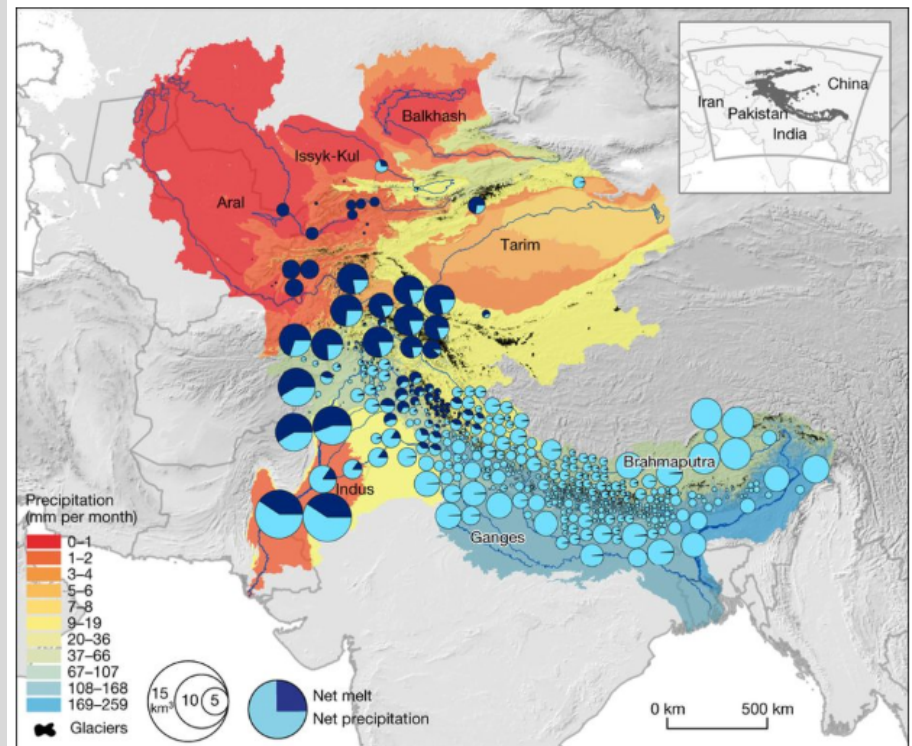 China
Iran
Pakistan
India
Balkhash
Issyk-Kul
Aral
Tarim
Brahmaputra
Indus
Ganges
Precipitation
(mm per month)
0–1
1–2
3–4
5–6
7–8
9–19
20–36
37–66
67–107
108–168
169–259
Glaciers
15
km³
10
5
Net melt
Net precipitation
0 km
500 km